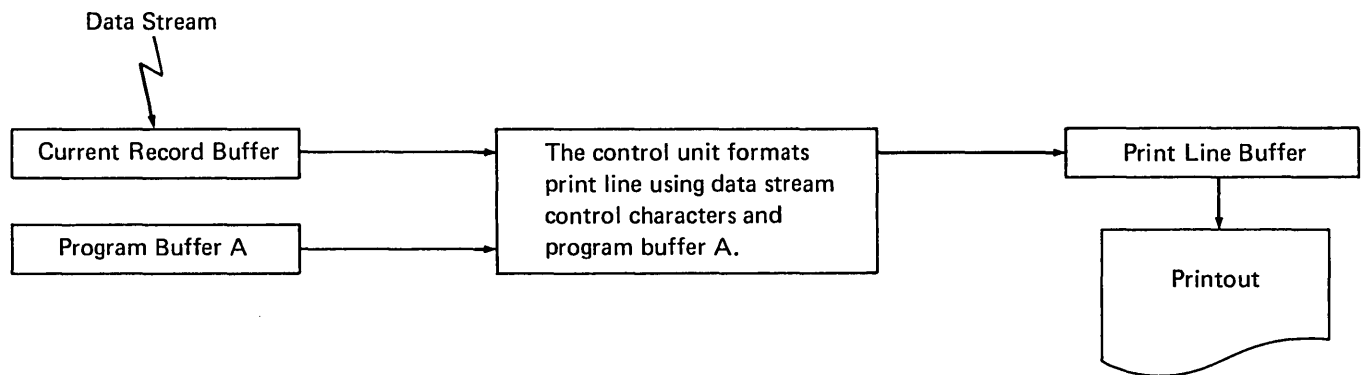 Data Stream
Current Record Buffer
Program Buffer A
The control unit formats
print line using data stream
control characters and
program buffer A.
Print Line Buffer
Printout